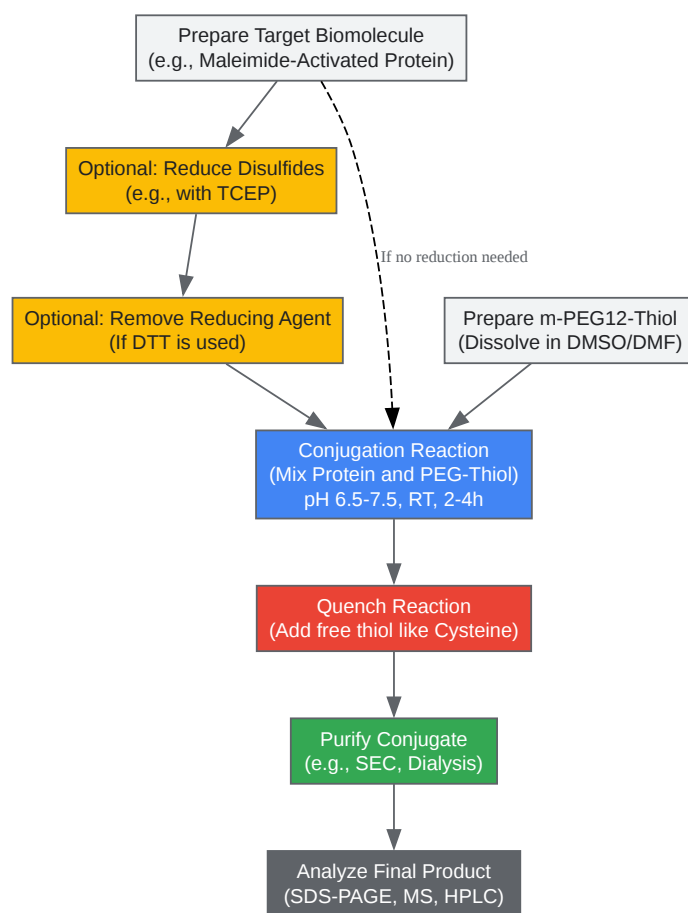 Prepare Target Biomolecule
(e.g., Maleimide-Activated Protein)
Optional: Reduce Disulfides
(e.g., with TCEP)
If no reduction needed
Optional: Remove Reducing Agent
(If DTT is used)
Prepare m-PEG12-Thiol
(Dissolve in DMSO/DMF)
Conjugation Reaction
(Mix Protein and PEG-Thiol)
pH 6.5-7.5, RT, 2-4h
Quench Reaction
(Add free thiol like Cysteine)
Purify Conjugate
(e.g., SEC, Dialysis)
Analyze Final Product
(SDS-PAGE, MS, HPLC)